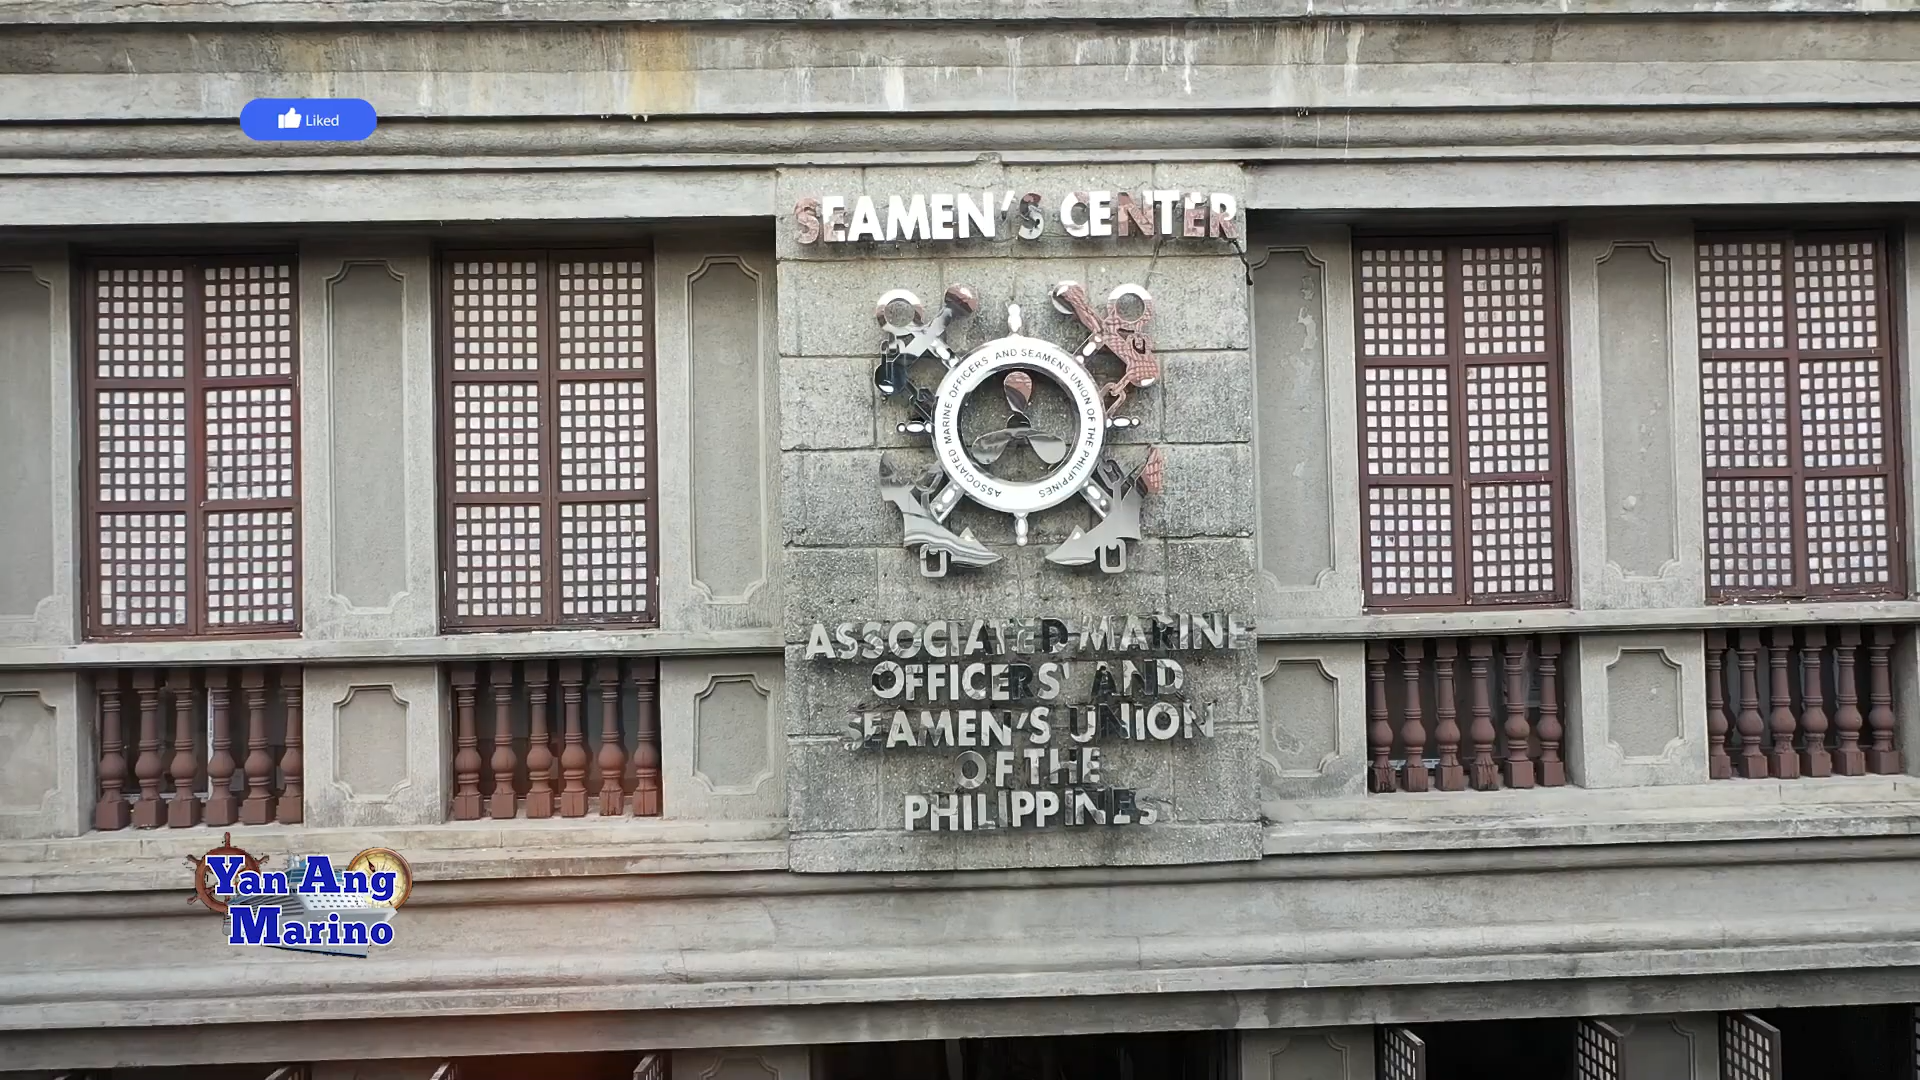 Liked
SEAMEN'S CENTER
ASSOCIATED MARINE OFFICERS AND SEAMENS UNION OF THE PHILIPPINES
ASSOCIATED MARINE
OFFICERS' AND
SEAMEN'S UNION
OF THE
PHILIPPINES
Yan Ang
Marino